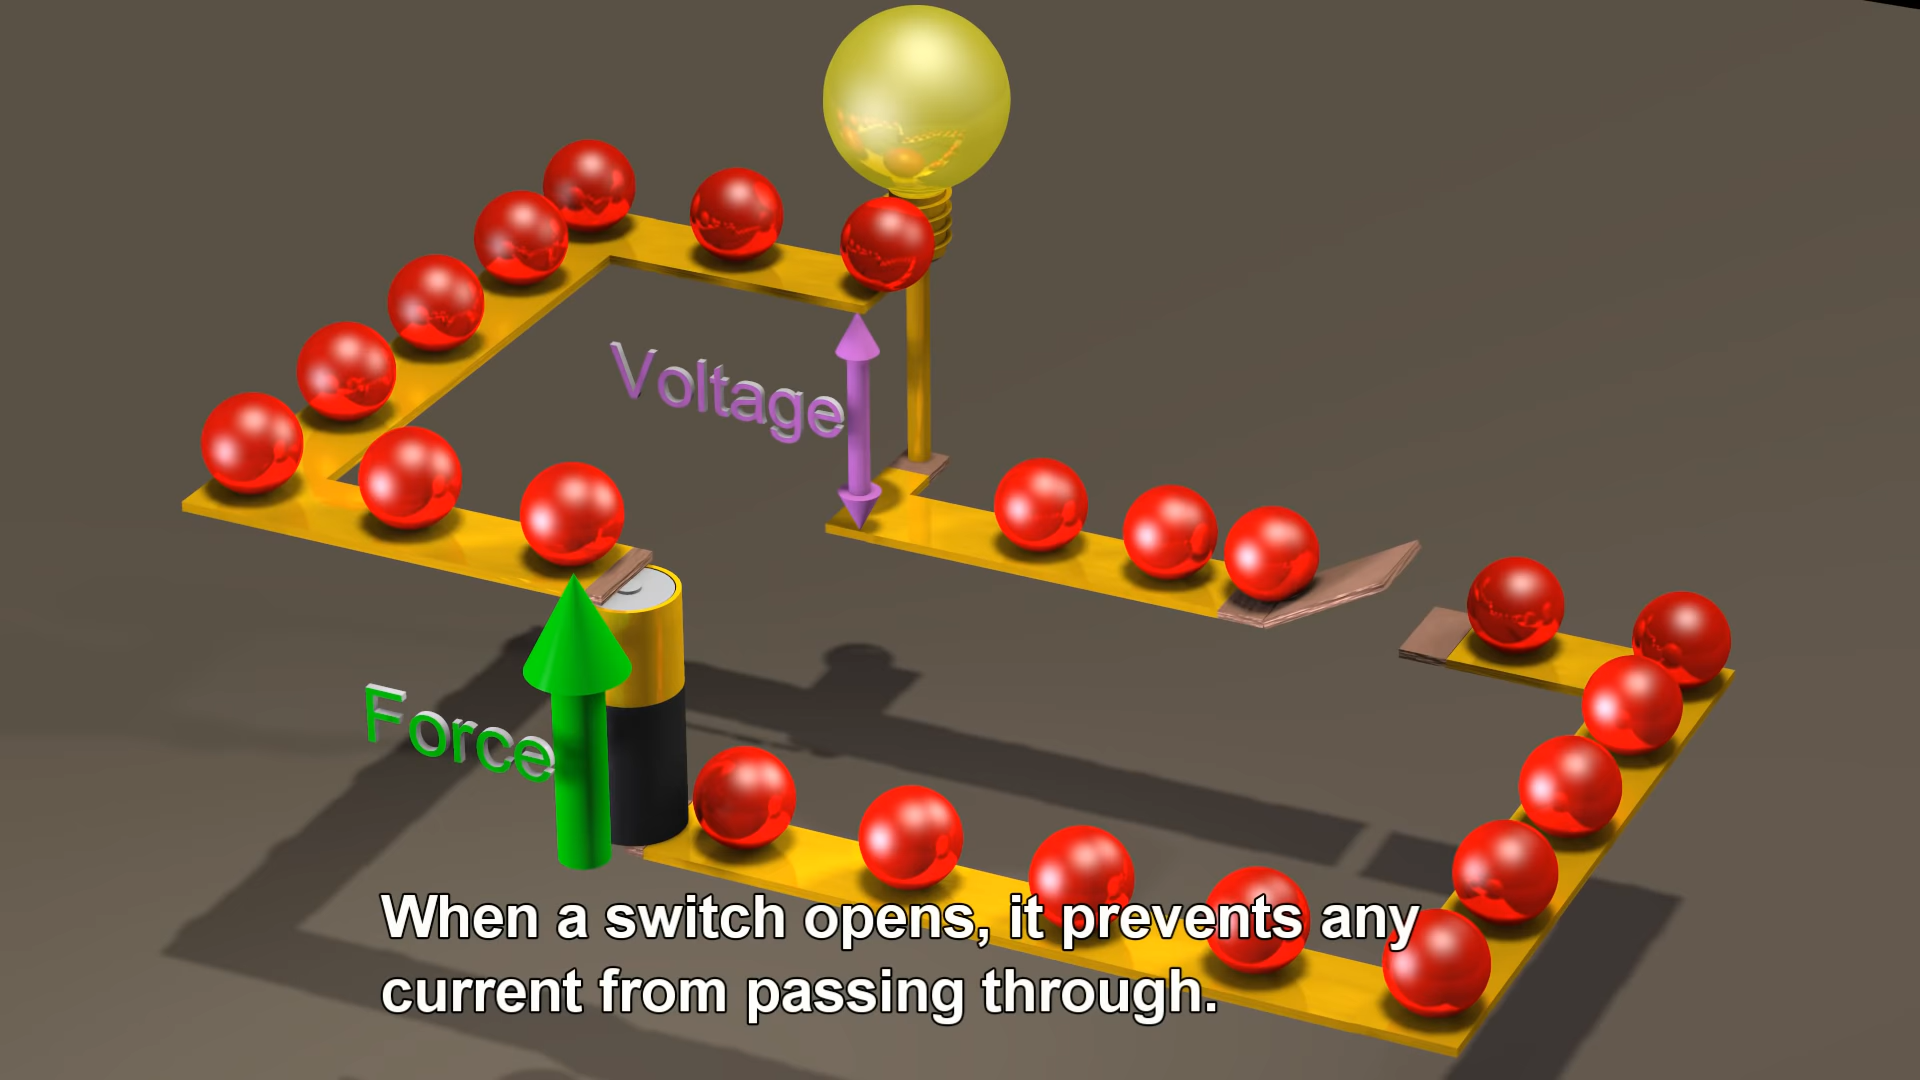 Voltage
Force
When a switch opens, it prevents any
current from passing through.